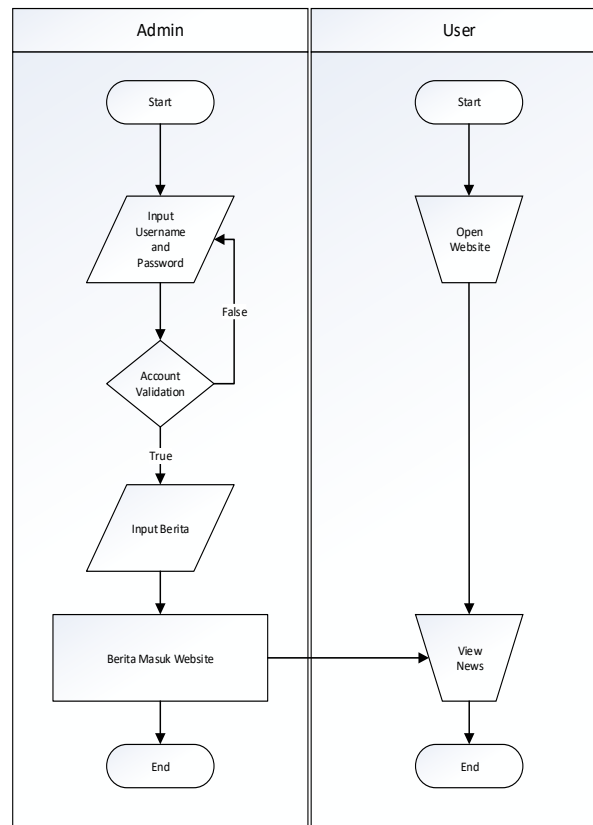 Admin
User
Start
Start
Input
Username
and
Password
Open
Website
False
Account
Validation
True
Input Berita
Berita Masuk Website
View
News
End
End